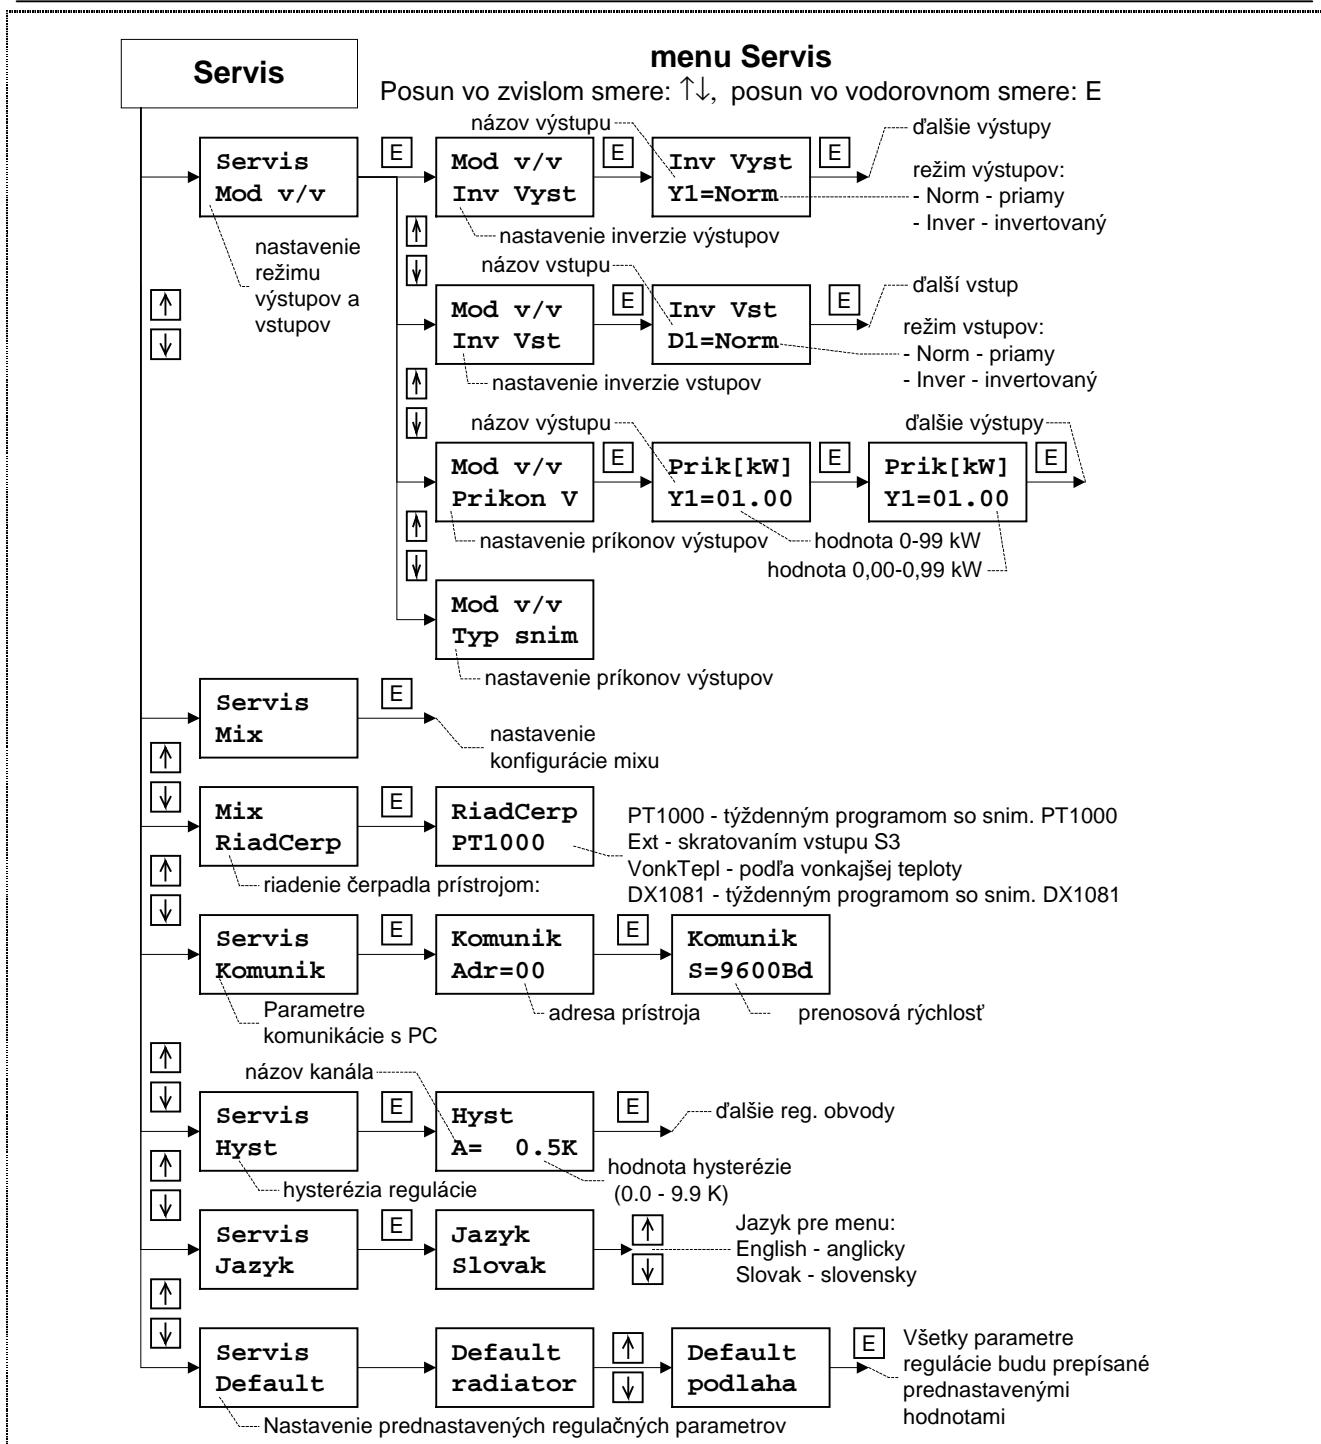 Servis
menu Servis
Posun vo zvislom smere: ↑↓, posun vo vodorovnom smere: E
názov výstupu
ďalšie výstupy
Servis
Mod v/v
E
Mod v/v
Inv Vyst
E
Inv Vyst
Y1=Norm
E
režim výstupov:
- Norm - priamy
- Inver - invertovaný
nastavenie
režimu
výstupov a
vstupov
↑
↓
nastavenie inverzie výstupov
↑
↓
názov vstupu
Mod v/v
Inv Vst
E
Inv Vst
D1=Norm
E
ďalší vstup
režim vstupov:
- Norm - priamy
- Inver - invertovaný
nastavenie inverzie vstupov
↑
↓
názov výstupu
ďalšie výstupy
Mod v/v
Prikon V
E
Prik[kW]
Y1=01.00
E
Prik[kW]
Y1=01.00
E
nastavenie príkonov výstupov
hodnota 0-99 kW
hodnota 0,00-0,99 kW
↑
↓
Mod v/v
Typ snim
nastavenie príkonov výstupov
Servis
Mix
E
nastavenie
konfigurácie mixu
↑
↓
Mix
RiadCerp
E
RiadCerp
PT1000
PT1000 - týždenným programom so snim. PT1000
Ext - skratovaním vstupu S3
VonkTepl - podľa vonkajšej teploty
DX1081 - týždenným programom so snim. DX1081
riadenie čerpadla prístrojom:
↑
↓
Servis
Komunik
E
Komunik
Adr=00
E
Komunik
S=9600Bd
Parametre
komunikácie s PC
adresa prístroja
prenosová rýchlosť
↑
↓
názov kanála
Servis
Hyst
E
Hyst
A=  0.5K
E
ďalšie reg. obvody
hysterézia regulácie
hodnota hysterézie
(0.0 - 9.9 K)
↑
↓
Servis
Jazyk
E
Jazyk
Slovak
↑
↓
Jazyk pre menu:
English - anglicky
Slovak - slovensky
↑
↓
Servis
Default
Default
radiator
↑
↓
Default
podlaha
E
Všetky parametre
regulácie budu prepísané
prednastavenými
hodnotami
Nastavenie prednastavených regulačných parametrov